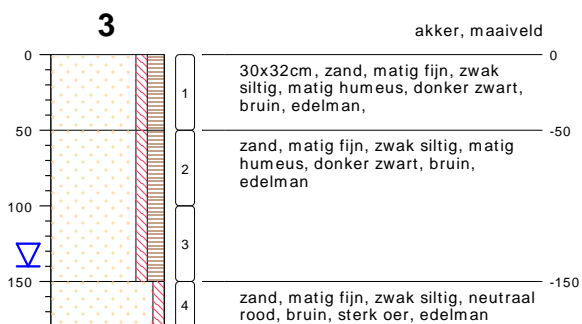 3
akker, maaiveld
0
0
30x32cm, zand, matig fijn, zwak
siltig, matig humeus, donker zwart,
bruin, edelman,
1
50
-50
zand, matig fijn, zwak siltig, matig
humeus, donker zwart, bruin,
edelman
2
100
3
150
-150
zand, matig fijn, zwak siltig, neutraal
rood, bruin, sterk oer, edelman
4